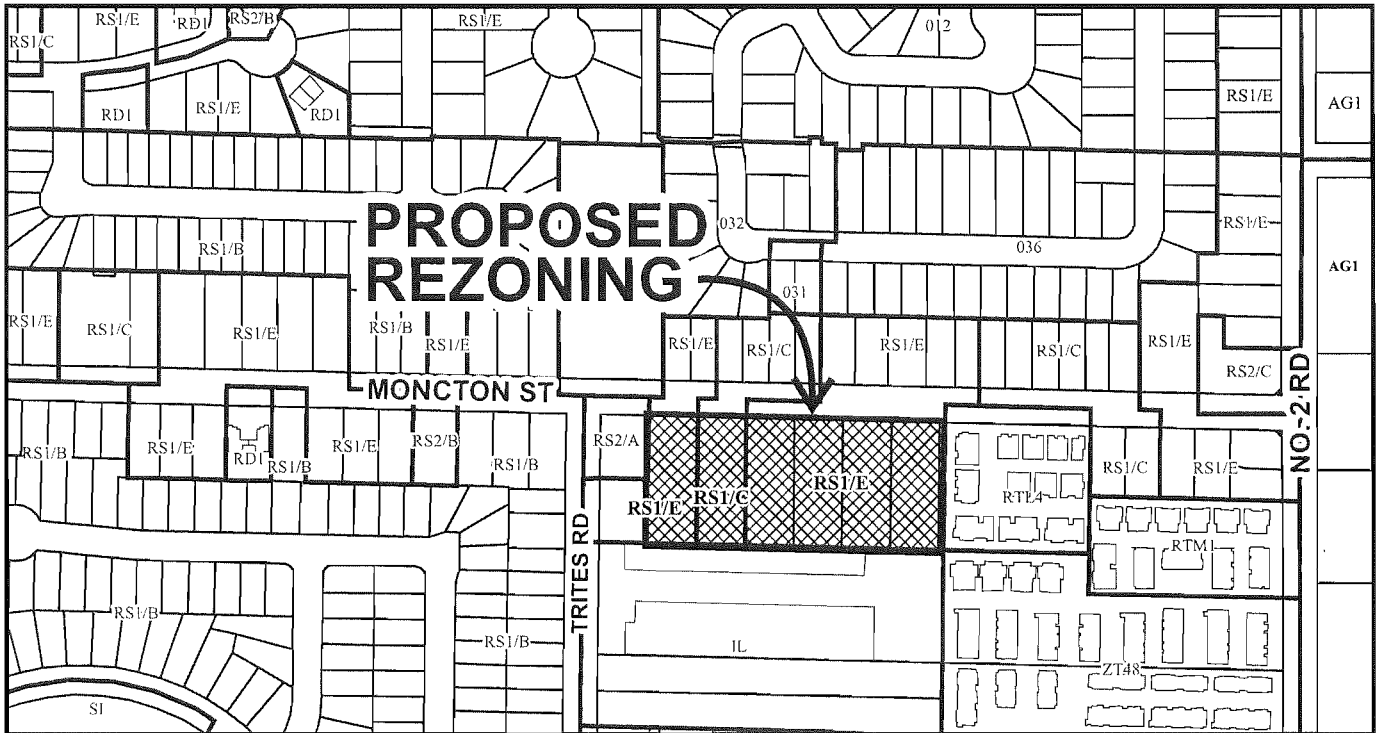 RS1/E
RD1
RS2/B
RS1/E
012
RS1/C
RS1/E
AG1
RD1
RS1/E
RD1
PROPOSED
REZONING
032
RS1/E
RS1/B
036
AG1
031
RS1/E
RS1/C
RS1/E
RS1/B
RS1/E
RS1/E
RS1/C
RS1/E
RS1/C
RS1/E
RS2/C
MONCTON ST
NO. 2 RD
RS1/B
RS1/E
RD1
RS1/B
RS1/E
RS2/B
RS1/B
RS2/A
RS1/E
RS1/C
RS1/E
RTL4
RS1/C
RS1/E
RTM1
TRITES RD
RS1/B
RS1/B
IL
ZT48
SI